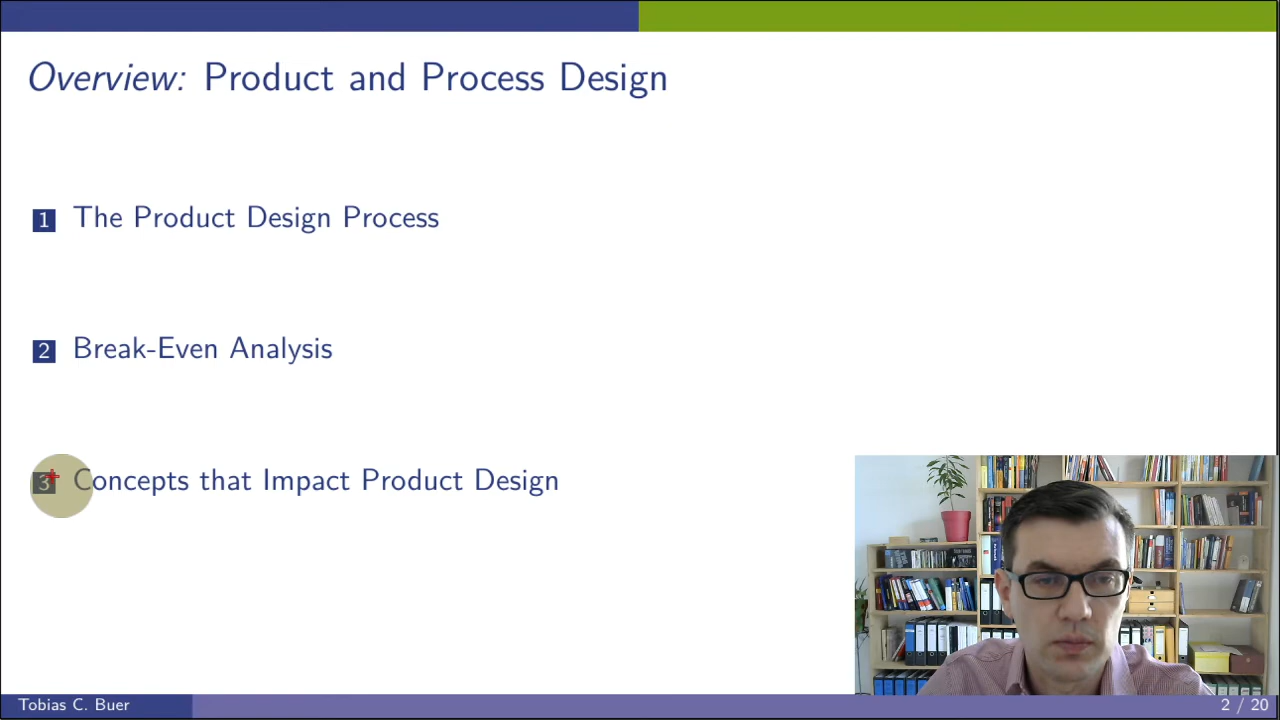 Overview: Product and Process Design
1 The Product Design Process
2 Break-Even Analysis
3 Concepts that Impact Product Design
Tobias C. Buer
2 / 20